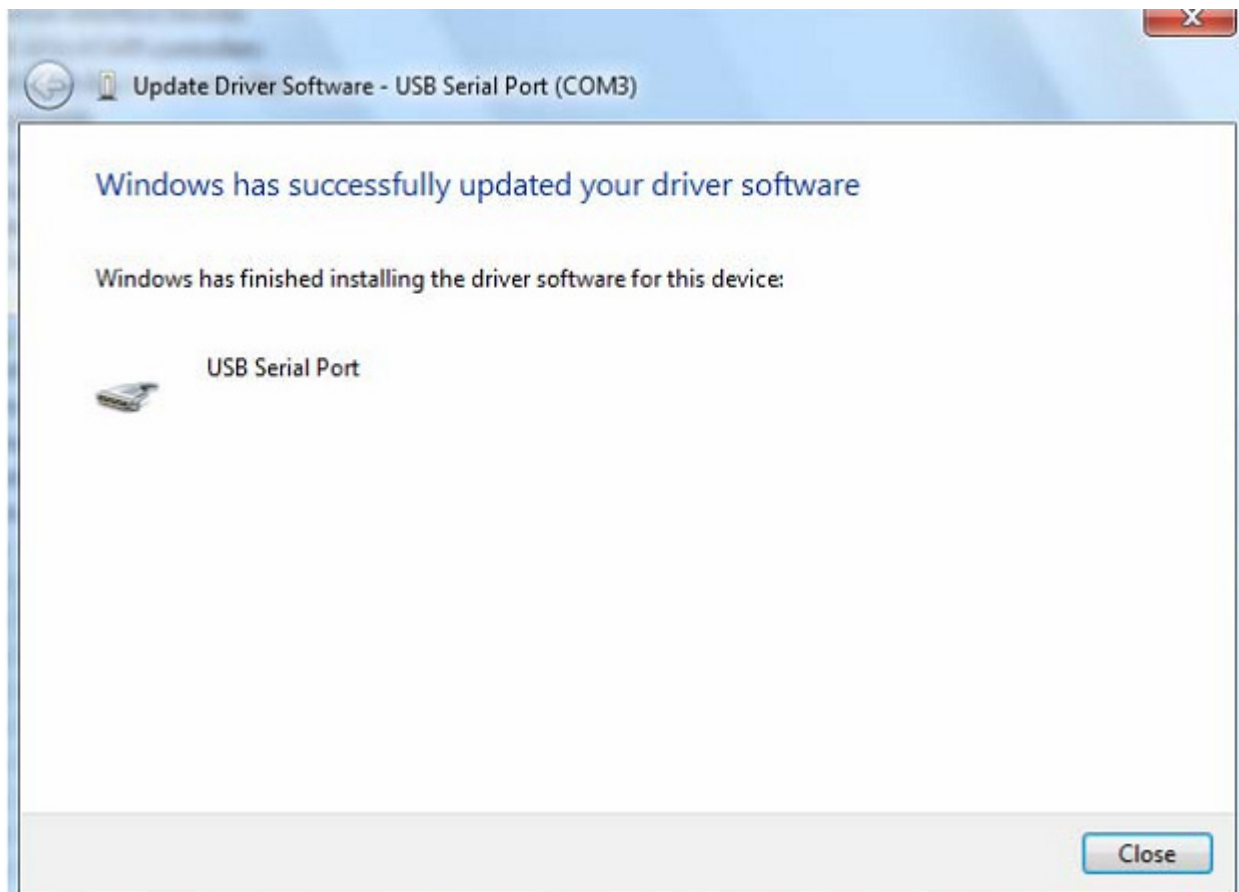 Update Driver Software - USB Serial Port (COM3)
Windows has successfully updated your driver software
Windows has finished installing the driver software for this device:
USB Serial Port
Close